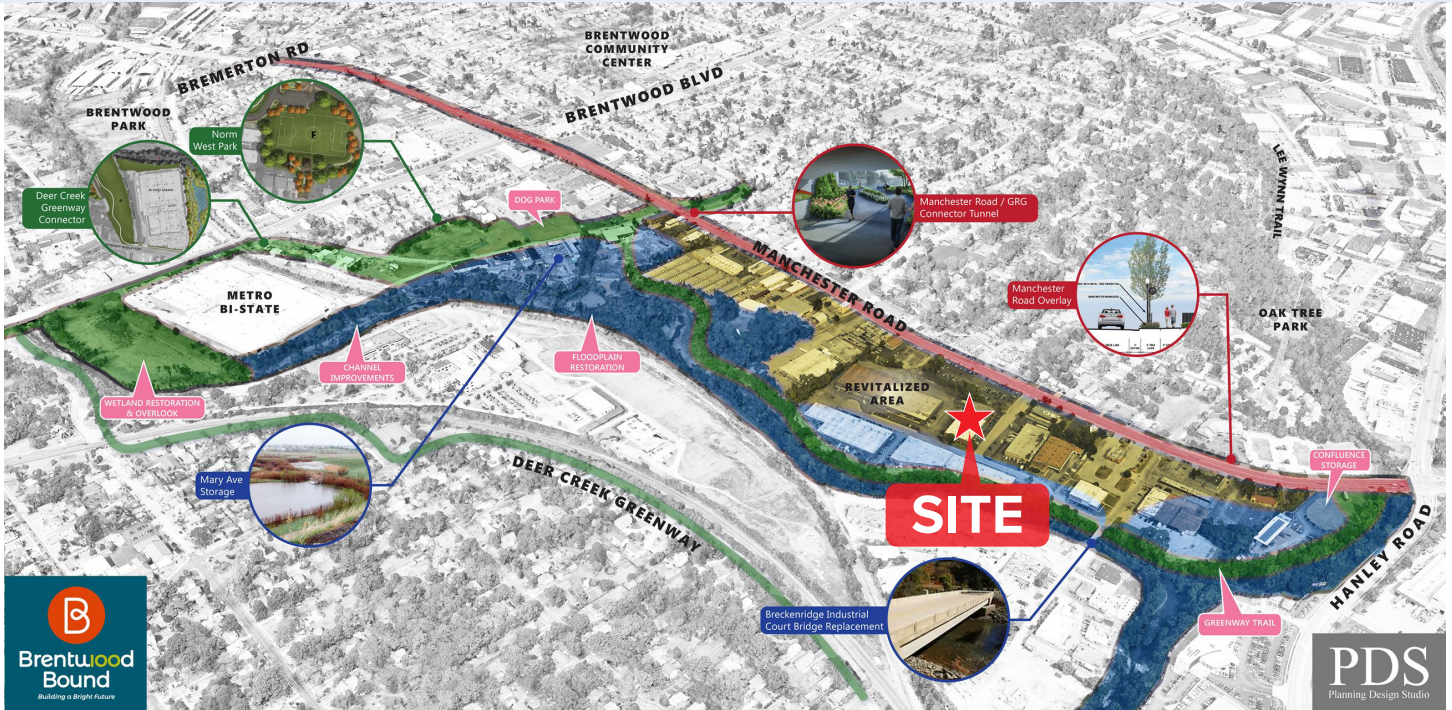 BREMERTON RD
BRENTWOOD
COMMUNITY
CENTER
BRENTWOOD BLVD
BRENTWOOD
PARK
Norm
West Park
F
Deer Creek
Greenway
Connector
DOG PARK
Manchester Road / GRG
Connector Tunnel
LEE WYNN TRAIL
MANCHESTER ROAD
Manchester
Road Overlay
OAK TREE
PARK
METRO
BI-STATE
CHANNEL
IMPROVEMENTS
FLOODPLAIN
RESTORATION
REVITALIZED
AREA
WETLAND RESTORATION
& OVERLOOK
CONFLUENCE
STORAGE
Mary Ave
Storage
DEER CREEK GREENWAY
SITE
HANLEY ROAD
Breckenridge Industrial
Court Bridge Replacement
GREENWAY TRAIL
B
Brentwood
Bound
Building a Bright Future
PDS
Planning Design Studio